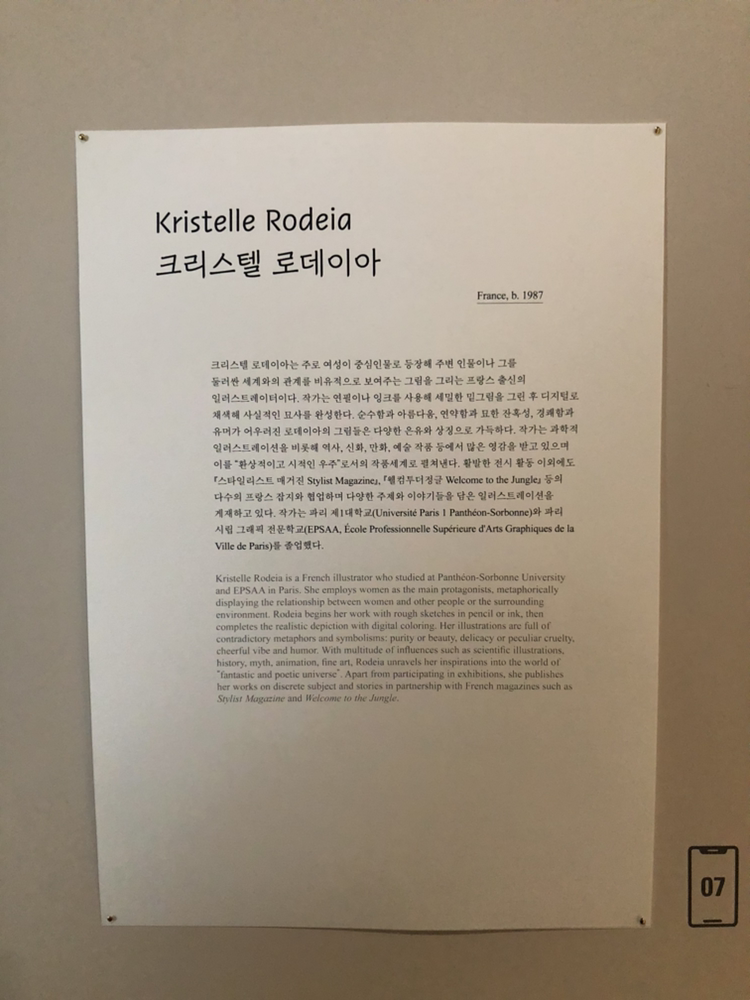 Kristelle Rodeia
크리스텔 로데이아
France, b. 1987
크리스텔 로데이아는 주로 여성이 중심인물로 등장해 주변 인물이나 그를
둘러싼 세계와의 관계를 비유적으로 보여주는 그림을 그리는 프랑스 출신의
일러스트레이터이다. 작가는 연필이나 잉크를 사용해 세밀한 밑그림을 그린 후 디지털로
채색해 사실적인 묘사를 완성한다. 순수함과 아름다움, 연약함과 묘한 잔혹성, 경쾌함과
유머가 어우러진 로데이아의 그림들은 다양한 은유와 상징으로 가득하다. 작가는 과학적
일러스트레이션을 비롯해 역사, 신화, 만화, 예술 작품 등에서 많은 영감을 받고 있으며
이를 "환상적이고 시적인 우주"로서의 작품세계로 펼쳐낸다. 활발한 전시 활동 이외에도
『스타일리스트 매거진 Stylist Magazine』, 『웰컴투더정글 Welcome to the Jungle』 등의
다수의 프랑스 잡지와 협업하며 다양한 주제와 이야기들을 담은 일러스트레이션을
게재하고 있다. 작가는 파리 제1대학교(Université Paris 1 Panthéon-Sorbonne)와 파리
시립 그래픽 전문학교(EPSAA, École Professionnelle Supérieure d'Arts Graphiques de la
Ville de Paris)를 졸업했다.
Kristelle Rodeia is a French illustrator who studied at Panthéon-Sorbonne University
and EPSAA in Paris. She employs women as the main protagonists, metaphorically
displaying the relationship between women and other people or the surrounding
environment. Rodeia begins her work with rough sketches in pencil or ink, then
completes the realistic depiction with digital coloring. Her illustrations are full of
contradictory metaphors and symbolisms: purity or beauty, delicacy or peculiar cruelty,
cheerful vibe and humor. With multitude of influences such as scientific illustrations,
history, myth, animation, fine art, Rodeia unravels her inspirations into the world of
"fantastic and poetic universe". Apart from participating in exhibitions, she publishes
her works on discrete subject and stories in partnership with French magazines such as
Stylist Magazine and Welcome to the Jungle.
07